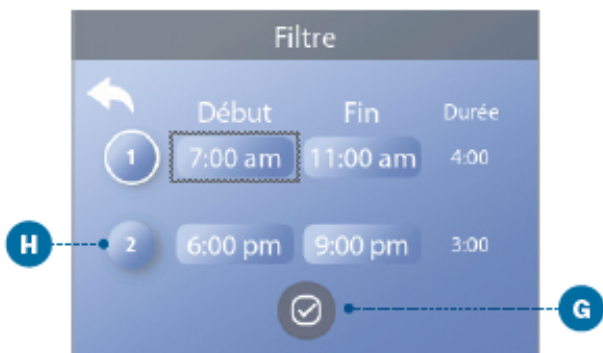 Filtre
Début Fin Durée
1 7:00 am 11:00 am 4:00
H 2 6:00 pm 9:00 pm 3:00
G